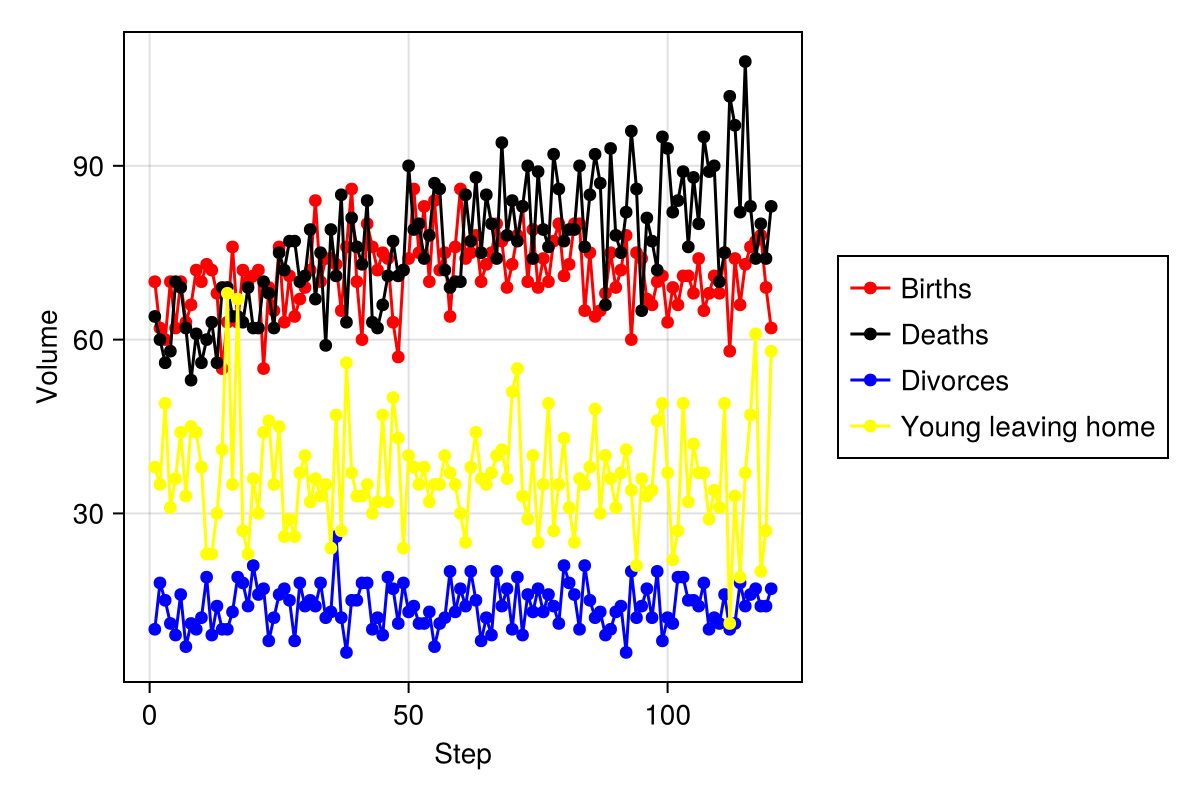 90
60
30
Volume
0
50
100
Step
Births
Deaths
Divorces
Young leaving home